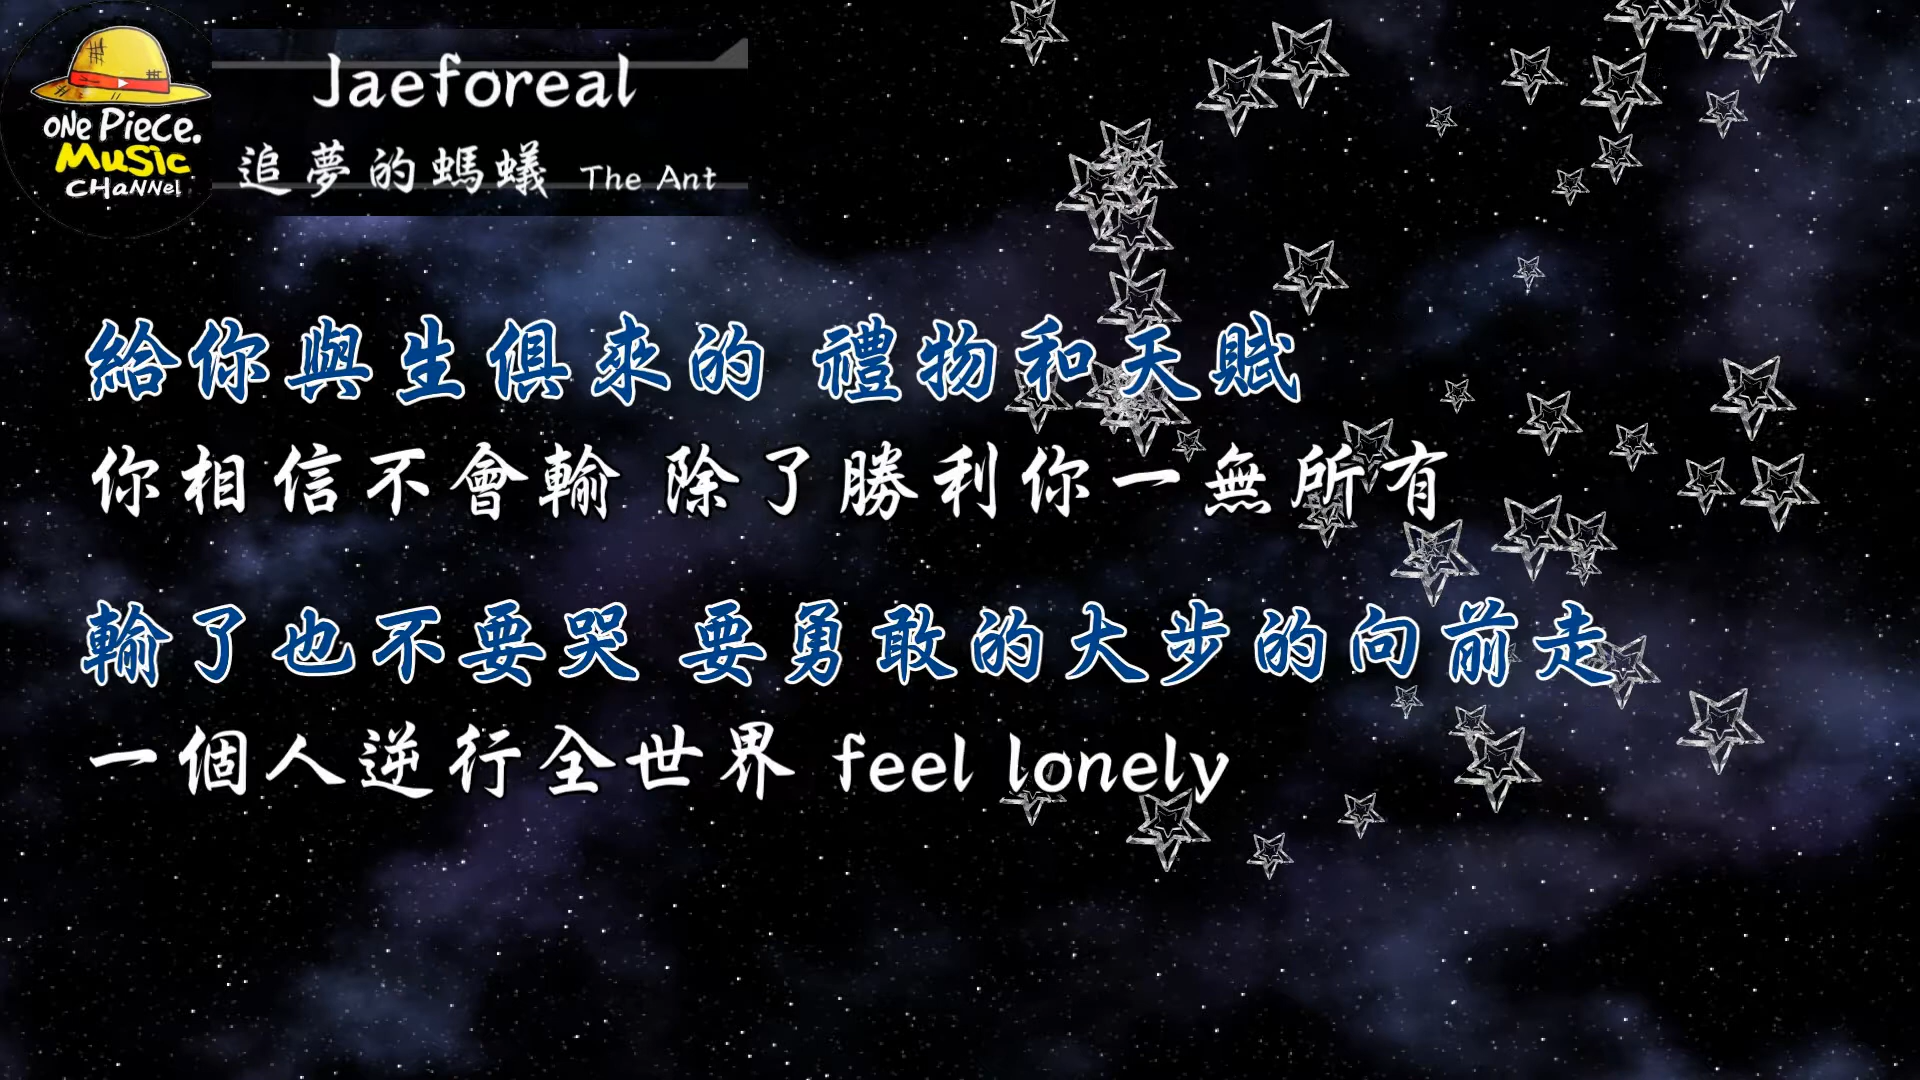 ONE PIECE.
MUSIC
CHANNEL
Jaeforeal
追夢的螞蟻 The Ant
給你與生俱來的 禮物和天賦
你相信不會輸 除了勝利你一無所有
輸了也不要哭 要勇敢的大步的向前走
一個人逆行全世界 feel lonely